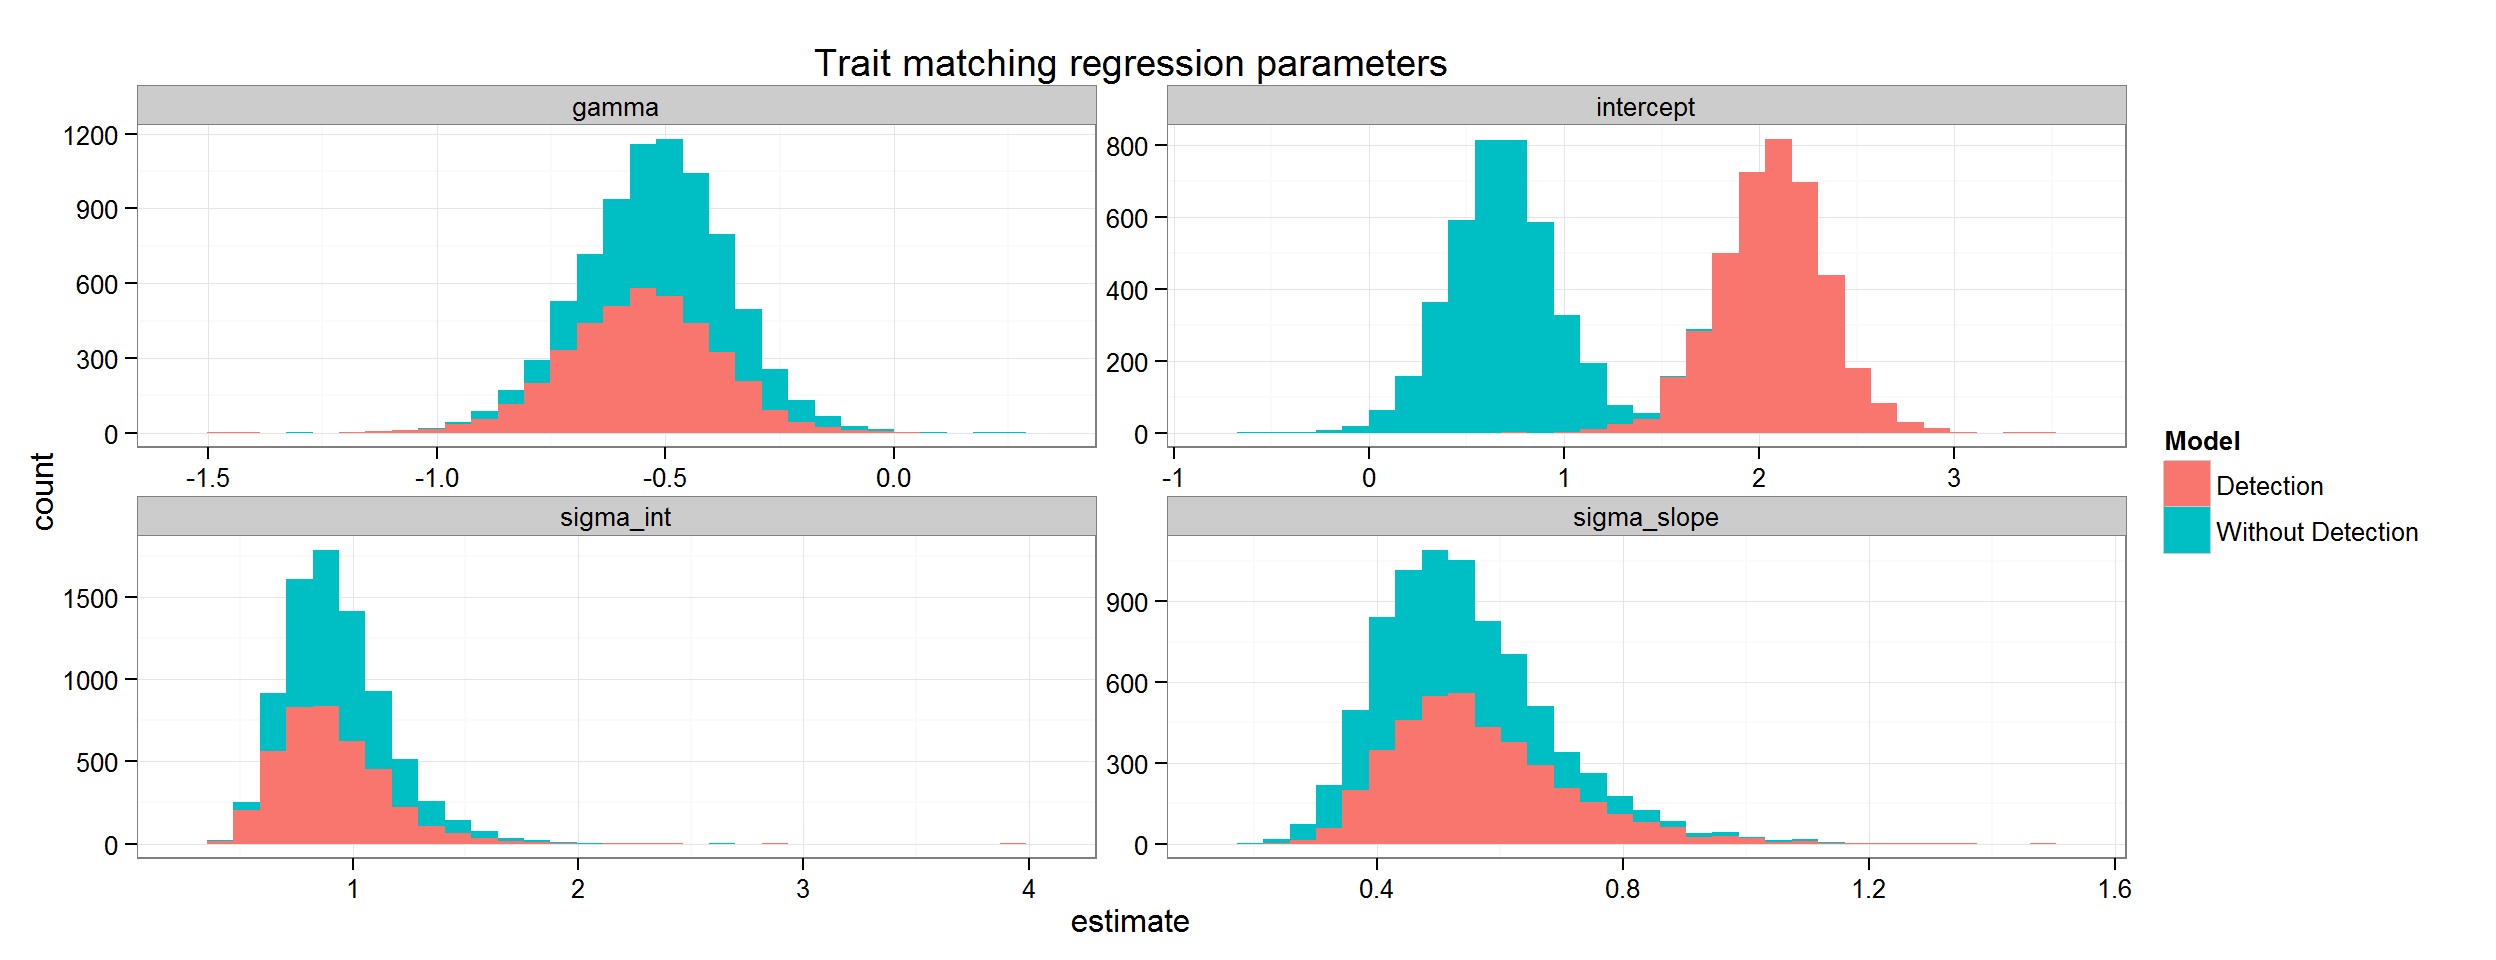 Trait matching regression parameters
gamma
intercept
1200
900
600
300
0
800
600
400
200
0
-1.5 -1.0 -0.5 0.0
-1 0 1 2 3
sigma_int
sigma_slope
1500
1000
500
0
900
600
300
0
1 2 3 4
0.4 0.8 1.2 1.6
count
estimate
Model
Detection
Without Detection